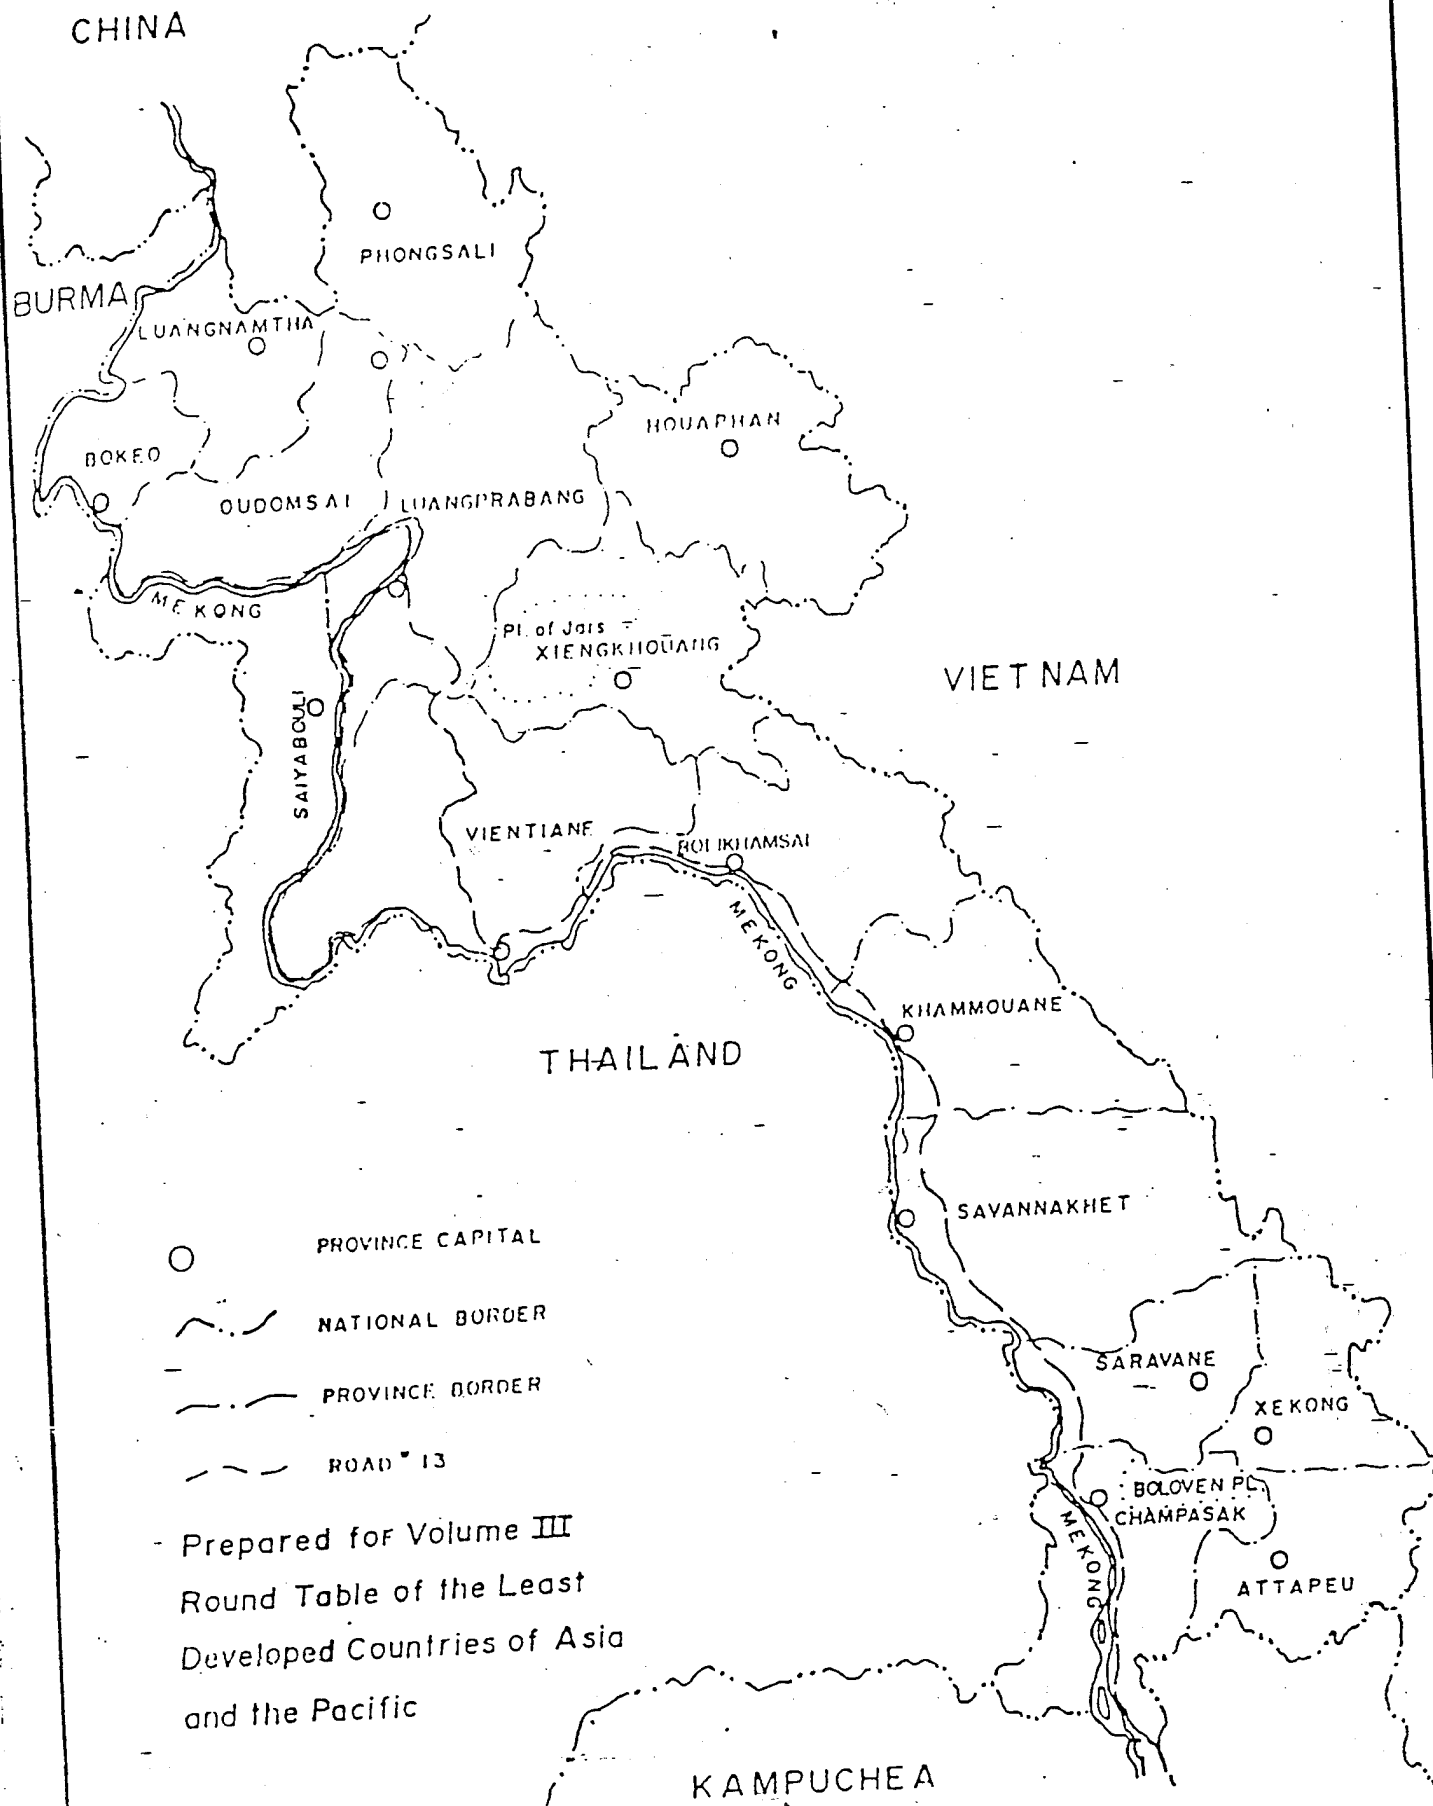 CHINA
PHONGSALI
BURMA
LUANGNAMTHA
HOUAPHAN
BOKEO
OUDOMSAI
LUANGPRABANG
MEKONG
Pl. of Jars
XIENGKHOUANG
VIETNAM
SAIYABOULI
VIENTIANE
BOLIKHAMSAI
MEKONG
KHAMMOUANE
THAILAND
SAVANNAKHET
PROVINCE CAPITAL
NATIONAL BORDER
SARAVANE
PROVINCE BORDER
XEKONG
ROAD # 13
BOLOVEN PL.
CHAMPASAK
MEKONG
ATTAPEU
Prepared for Volume III
Round Table of the Least
Developed Countries of Asia
and the Pacific
KAMPUCHEA